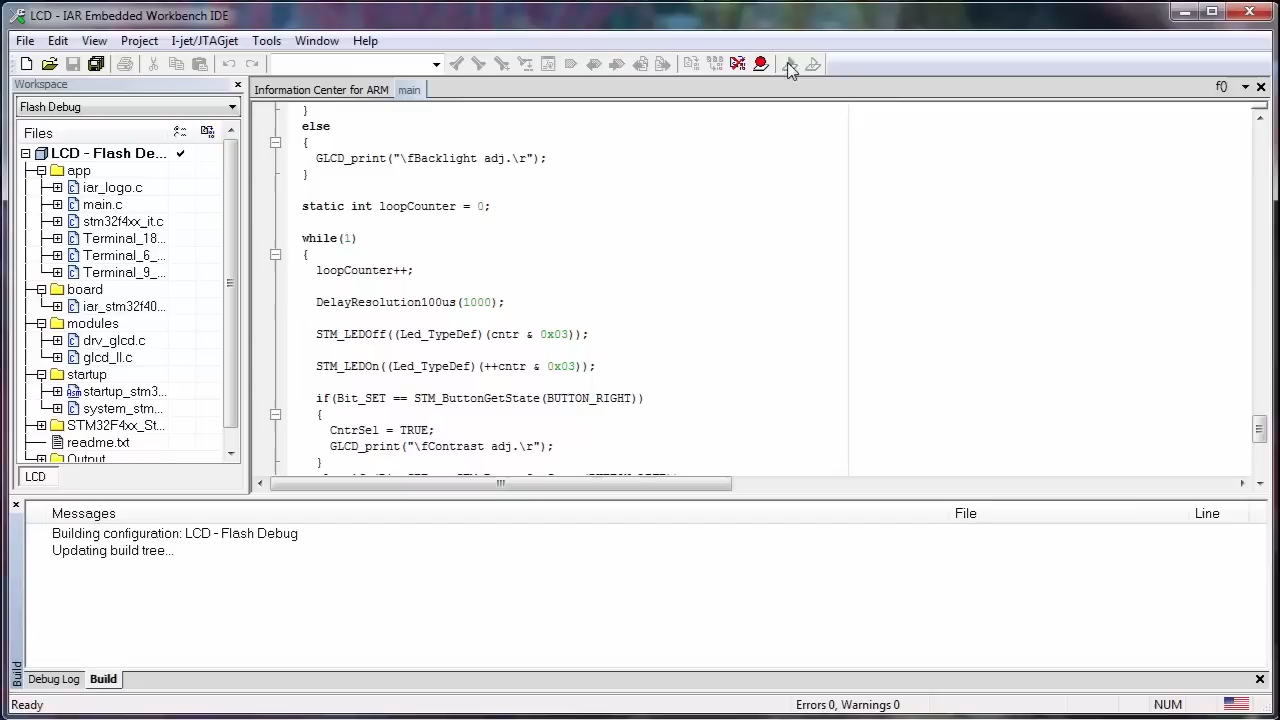 LCD - IAR Embedded Workbench IDE
File Edit View Project I-jet/JTAGjet Tools Window Help
Workspace
Information Center for ARM main f()
Flash Debug
Files
LCD - Flash De...
app
iar_logo.c
main.c
stm32f4xx_it.c
Terminal_18...
Terminal_6_...
Terminal_9_...
board
iar_stm32f40...
modules
drv_glcd.c
glcd_ll.c
startup
startup_stm3...
system_stm...
STM32F4xx_St...
readme.txt
Output
LCD
}
else
{
GLCD_print("\fBacklight adj.\r");
}
static int loopCounter = 0;
while(1)
{
loopCounter++;
DelayResolution100us(1000);
STM_LEDOff((Led_TypeDef)(cntr & 0x03));
STM_LEDOn((Led_TypeDef)(++cntr & 0x03));
if(Bit_SET == STM_ButtonGetState(BUTTON_RIGHT))
{
CntrSel = TRUE;
GLCD_print("\fContrast adj.\r");
}
Messages File Line
Building configuration: LCD - Flash Debug
Updating build tree...
Build
Debug Log Build
Ready Errors 0, Warnings 0 NUM